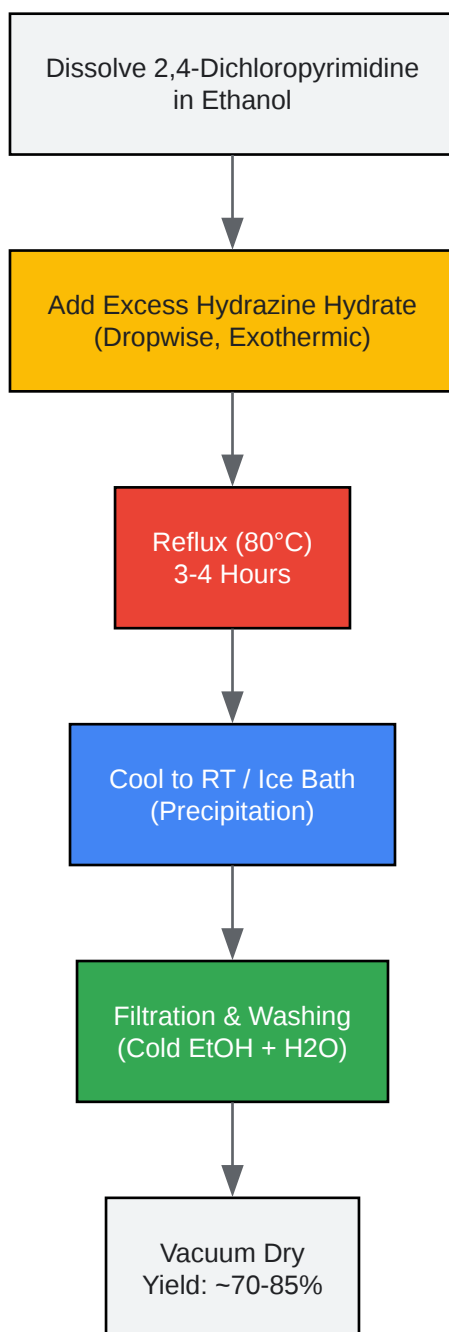 Dissolve 2,4-Dichloropyrimidine
in Ethanol
Add Excess Hydrazine Hydrate
(Dropwise, Exothermic)
Reflux (80°C)
3-4 Hours
Cool to RT / Ice Bath
(Precipitation)
Filtration & Washing
(Cold EtOH + H2O)
Vacuum Dry
Yield: ~70-85%